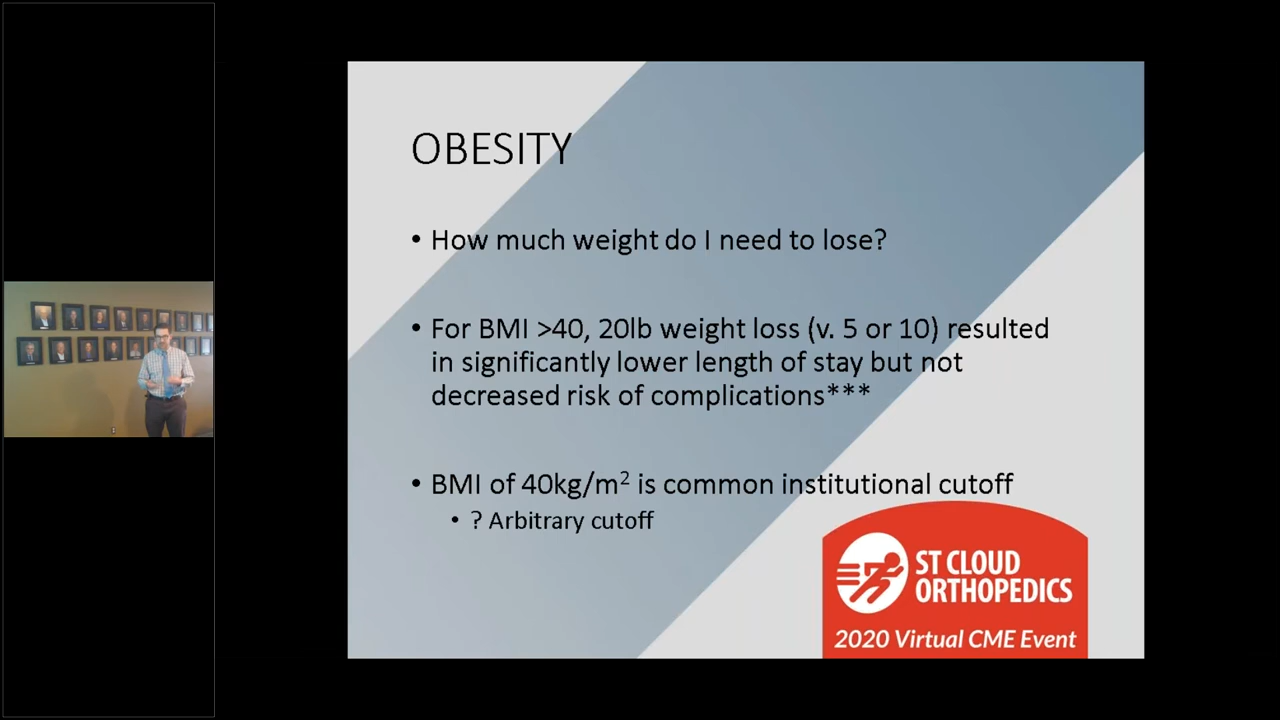 OBESITY
• How much weight do I need to lose?
• For BMI >40, 20lb weight loss (v. 5 or 10) resulted
in significantly lower length of stay but not
decreased risk of complications***
• BMI of 40kg/m² is common institutional cutoff
• ? Arbitrary cutoff
ST CLOUD
ORTHOPEDICS
2020 Virtual CME Event